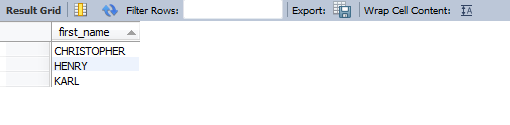 Result Grid Filter Rows: Export: Wrap Cell Content:
first_name
CHRISTOPHER
HENRY
KARL